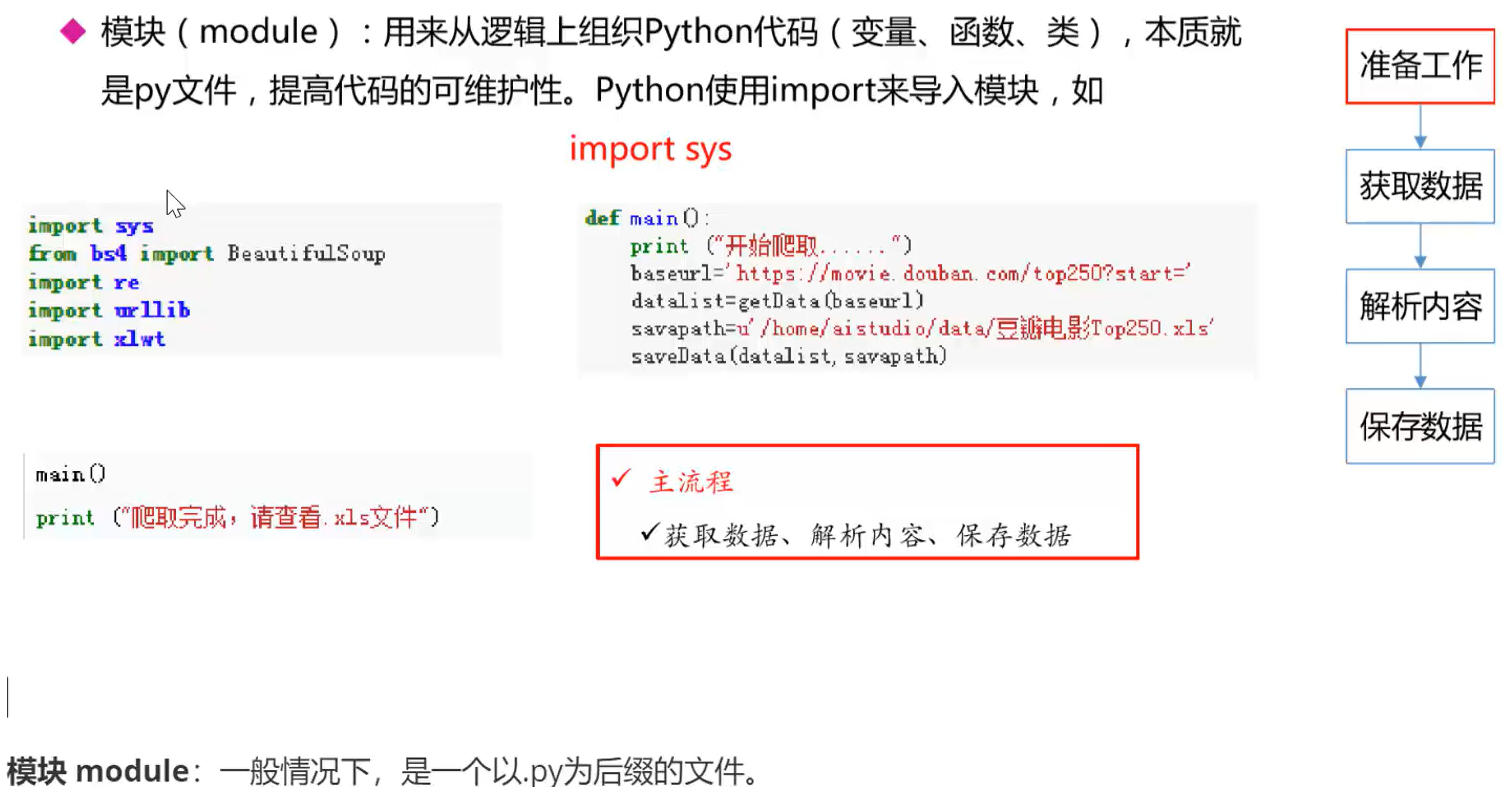 ◆ 模块（module）：用来从逻辑上组织Python代码（变量、函数、类），本质就
是py文件，提高代码的可维护性。Python使用import来导入模块，如
import sys
import sys
from bs4 import BeautifulSoup
import re
import urllib
import xlwt
def main():
print ("开始爬取......")
baseurl='https://movie.douban.com/top250?start='
datalist=getData(baseurl)
savapath=u'/home/aistudio/data/豆瓣电影Top250.xls'
saveData(datalist,savapath)
main()
print ("爬取完成，请查看.xls文件")
✓ 主流程
✓获取数据、解析内容、保存数据
准备工作
获取数据
解析内容
保存数据
模块 module：一般情况下，是一个以.py为后缀的文件。